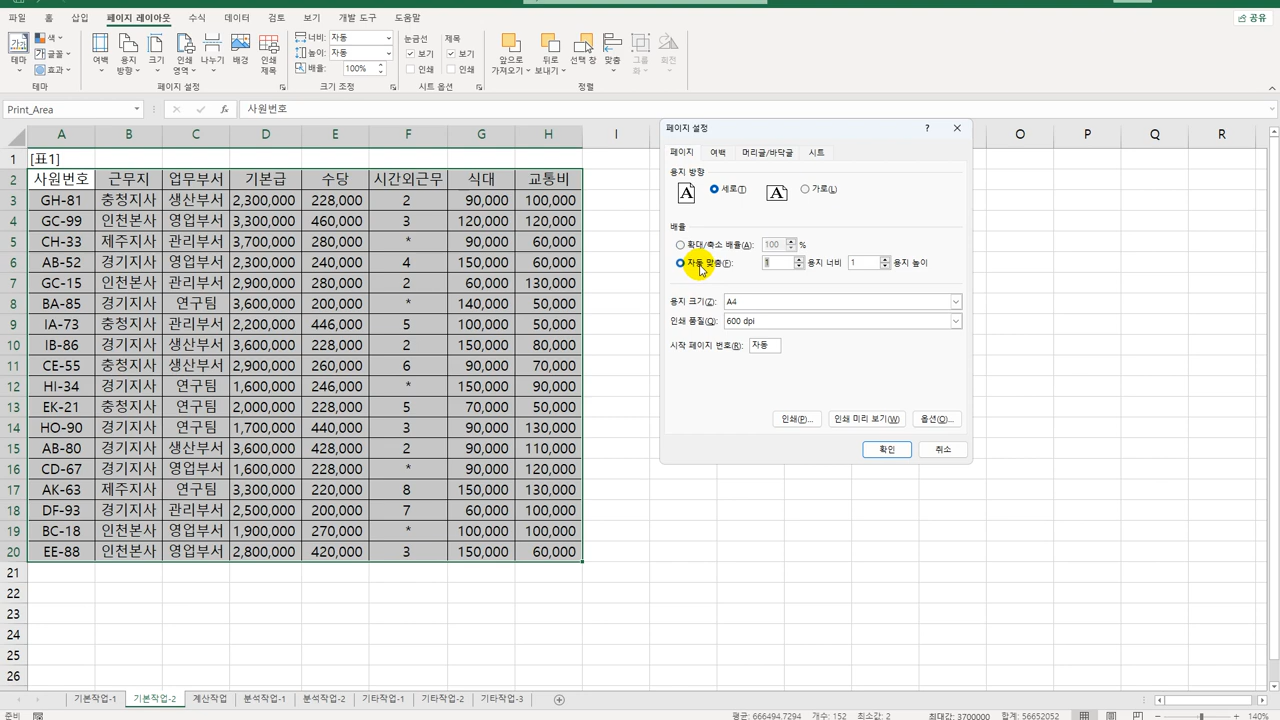 파일 홈 삽입 페이지 레이아웃 수식 데이터 검토 보기 개발 도구 도움말 공유
테마 색 글꼴 효과 여백 용지 방향 크기 인쇄 영역 나누기 배경 인쇄 제목 너비: 자동 높이: 자동 배율: 100% 눈금선 보기 인쇄 제목 보기 인쇄 앞으로 가져오기 뒤로 보내기 선택 창 맞춤 그룹화 회전
테마 페이지 설정 크기 조정 시트 옵션 정렬
Print_Area fx 사원번호
A B C D E F G H I O P Q R
1 [표1]
2 사원번호 근무지 업무부서 기본급 수당 시간외근무 식대 교통비
3 GH-81 충청지사 생산부서 2,300,000 228,000 2 90,000 100,000
4 GC-99 인천본사 영업부서 3,300,000 460,000 3 120,000 120,000
5 CH-33 제주지사 관리부서 3,700,000 280,000 * 90,000 60,000
6 AB-52 경기지사 영업부서 2,300,000 240,000 4 150,000 60,000
7 GC-15 인천본사 관리부서 2,900,000 280,000 2 60,000 130,000
8 BA-85 경기지사 연구팀 3,600,000 200,000 * 140,000 50,000
9 IA-73 충청지사 관리부서 2,200,000 446,000 5 100,000 50,000
10 IB-86 경기지사 생산부서 3,600,000 228,000 2 150,000 80,000
11 CE-55 충청지사 생산부서 2,900,000 260,000 6 90,000 70,000
12 HI-34 경기지사 연구팀 1,600,000 246,000 * 150,000 90,000
13 EK-21 충청지사 연구팀 2,000,000 228,000 5 70,000 50,000
14 HO-90 경기지사 연구팀 1,700,000 440,000 3 90,000 130,000
15 AB-80 경기지사 생산부서 3,600,000 428,000 2 90,000 110,000
16 CD-67 경기지사 영업부서 1,600,000 228,000 * 90,000 120,000
17 AK-63 제주지사 연구팀 3,300,000 220,000 8 150,000 130,000
18 DF-93 경기지사 관리부서 2,500,000 200,000 7 60,000 100,000
19 BC-18 인천본사 영업부서 1,900,000 270,000 * 100,000 100,000
20 EE-88 인천본사 영업부서 2,800,000 420,000 3 150,000 60,000
21
22
23
24
25
26
페이지 설정 ?
페이지 여백 머리글/바닥글 시트
용지 방향
A 세로(T) A 가로(L)
배율
확대/축소 배율(A): 100 %
자동 맞춤(F): 1 용지 너비 1 용지 높이
용지 크기(Z): A4
인쇄 품질(Q): 600 dpi
시작 페이지 번호(R): 자동
인쇄(P)... 인쇄 미리 보기(W) 옵션(O)...
확인 취소
기본작업-1 기본작업-2 계산작업 분석작업-1 분석작업-2 기타작업-1 기타작업-2 기타작업-3
준비 평균: 666494.7294 개수: 152 최소값: 2 최대값: 3700000 합계: 56652052 140%